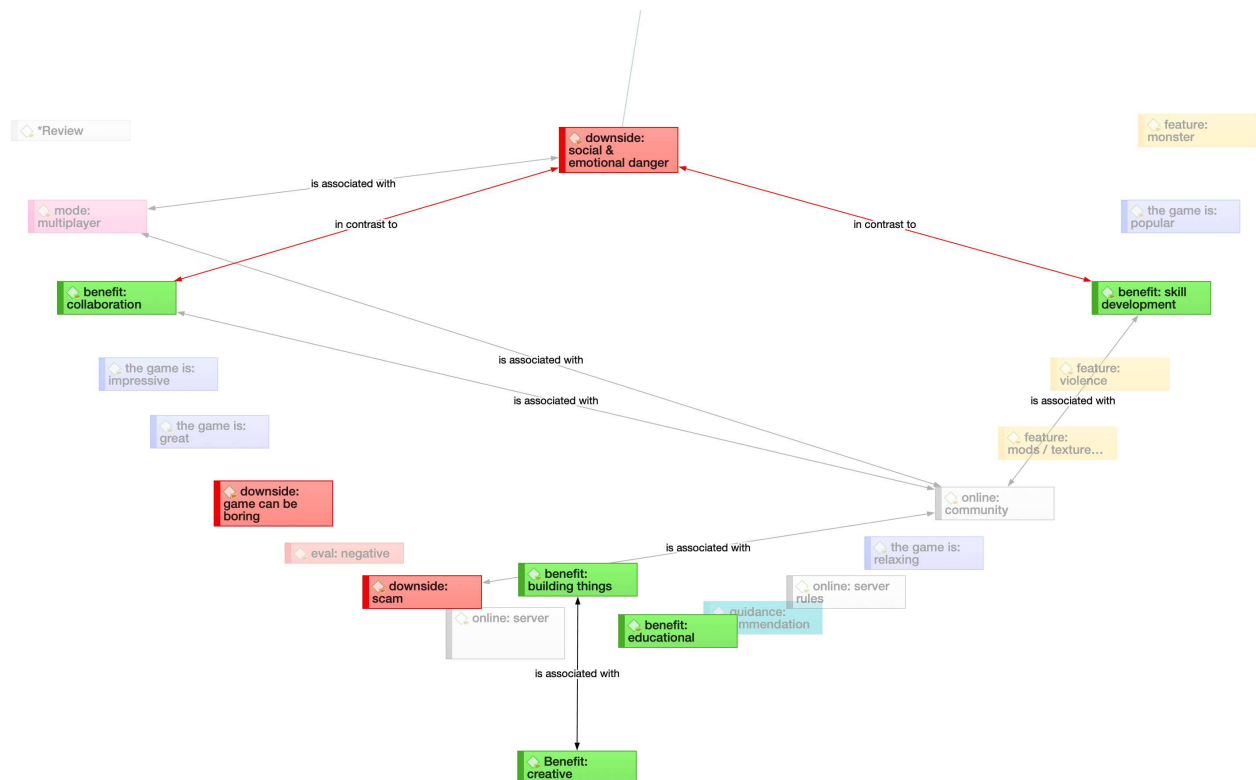 *Review
downside:
social &
emotional danger
feature:
monster
is associated with
mode:
multiplayer
the game is:
popular
in contrast to
in contrast to
benefit:
collaboration
benefit: skill
development
is associated with
the game is:
impressive
feature:
violence
is associated with
is associated with
the game is:
great
feature:
mods / texture...
downside:
game can be
boring
online:
community
eval: negative
is associated with
the game is:
relaxing
benefit:
building things
downside:
scam
online: server
rules
online: server
guidance:
mmendation
benefit:
educational
is associated with
Benefit:
creative